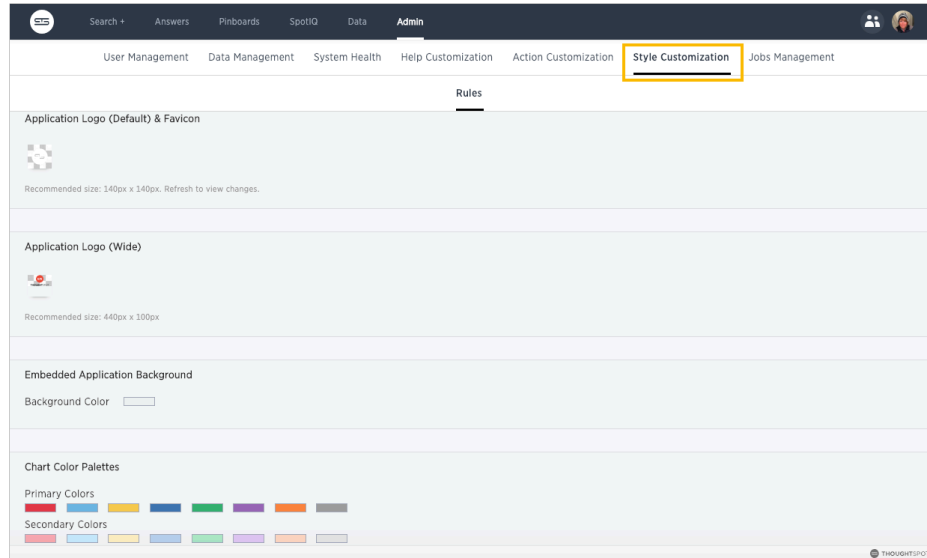 Search + Answers Pinboards SpotIQ Data Admin
User Management Data Management System Health Help Customization Action Customization Style Customization Jobs Management
Rules
Application Logo (Default) & Favicon
Recommended size: 140px x 140px. Refresh to view changes.
Application Logo (Wide)
Recommended size: 440px x 100px
Embedded Application Background
Background Color
Chart Color Palettes
Primary Colors
Secondary Colors
THOUGHTSPOT